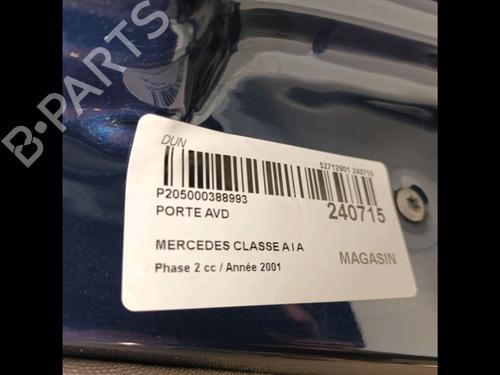 B-PARTS
DUN
52712901 240715
P205000388993
240715
PORTE AVD
MERCEDES CLASSE A I A
MAGASIN
Phase 2 cc / Année 2001